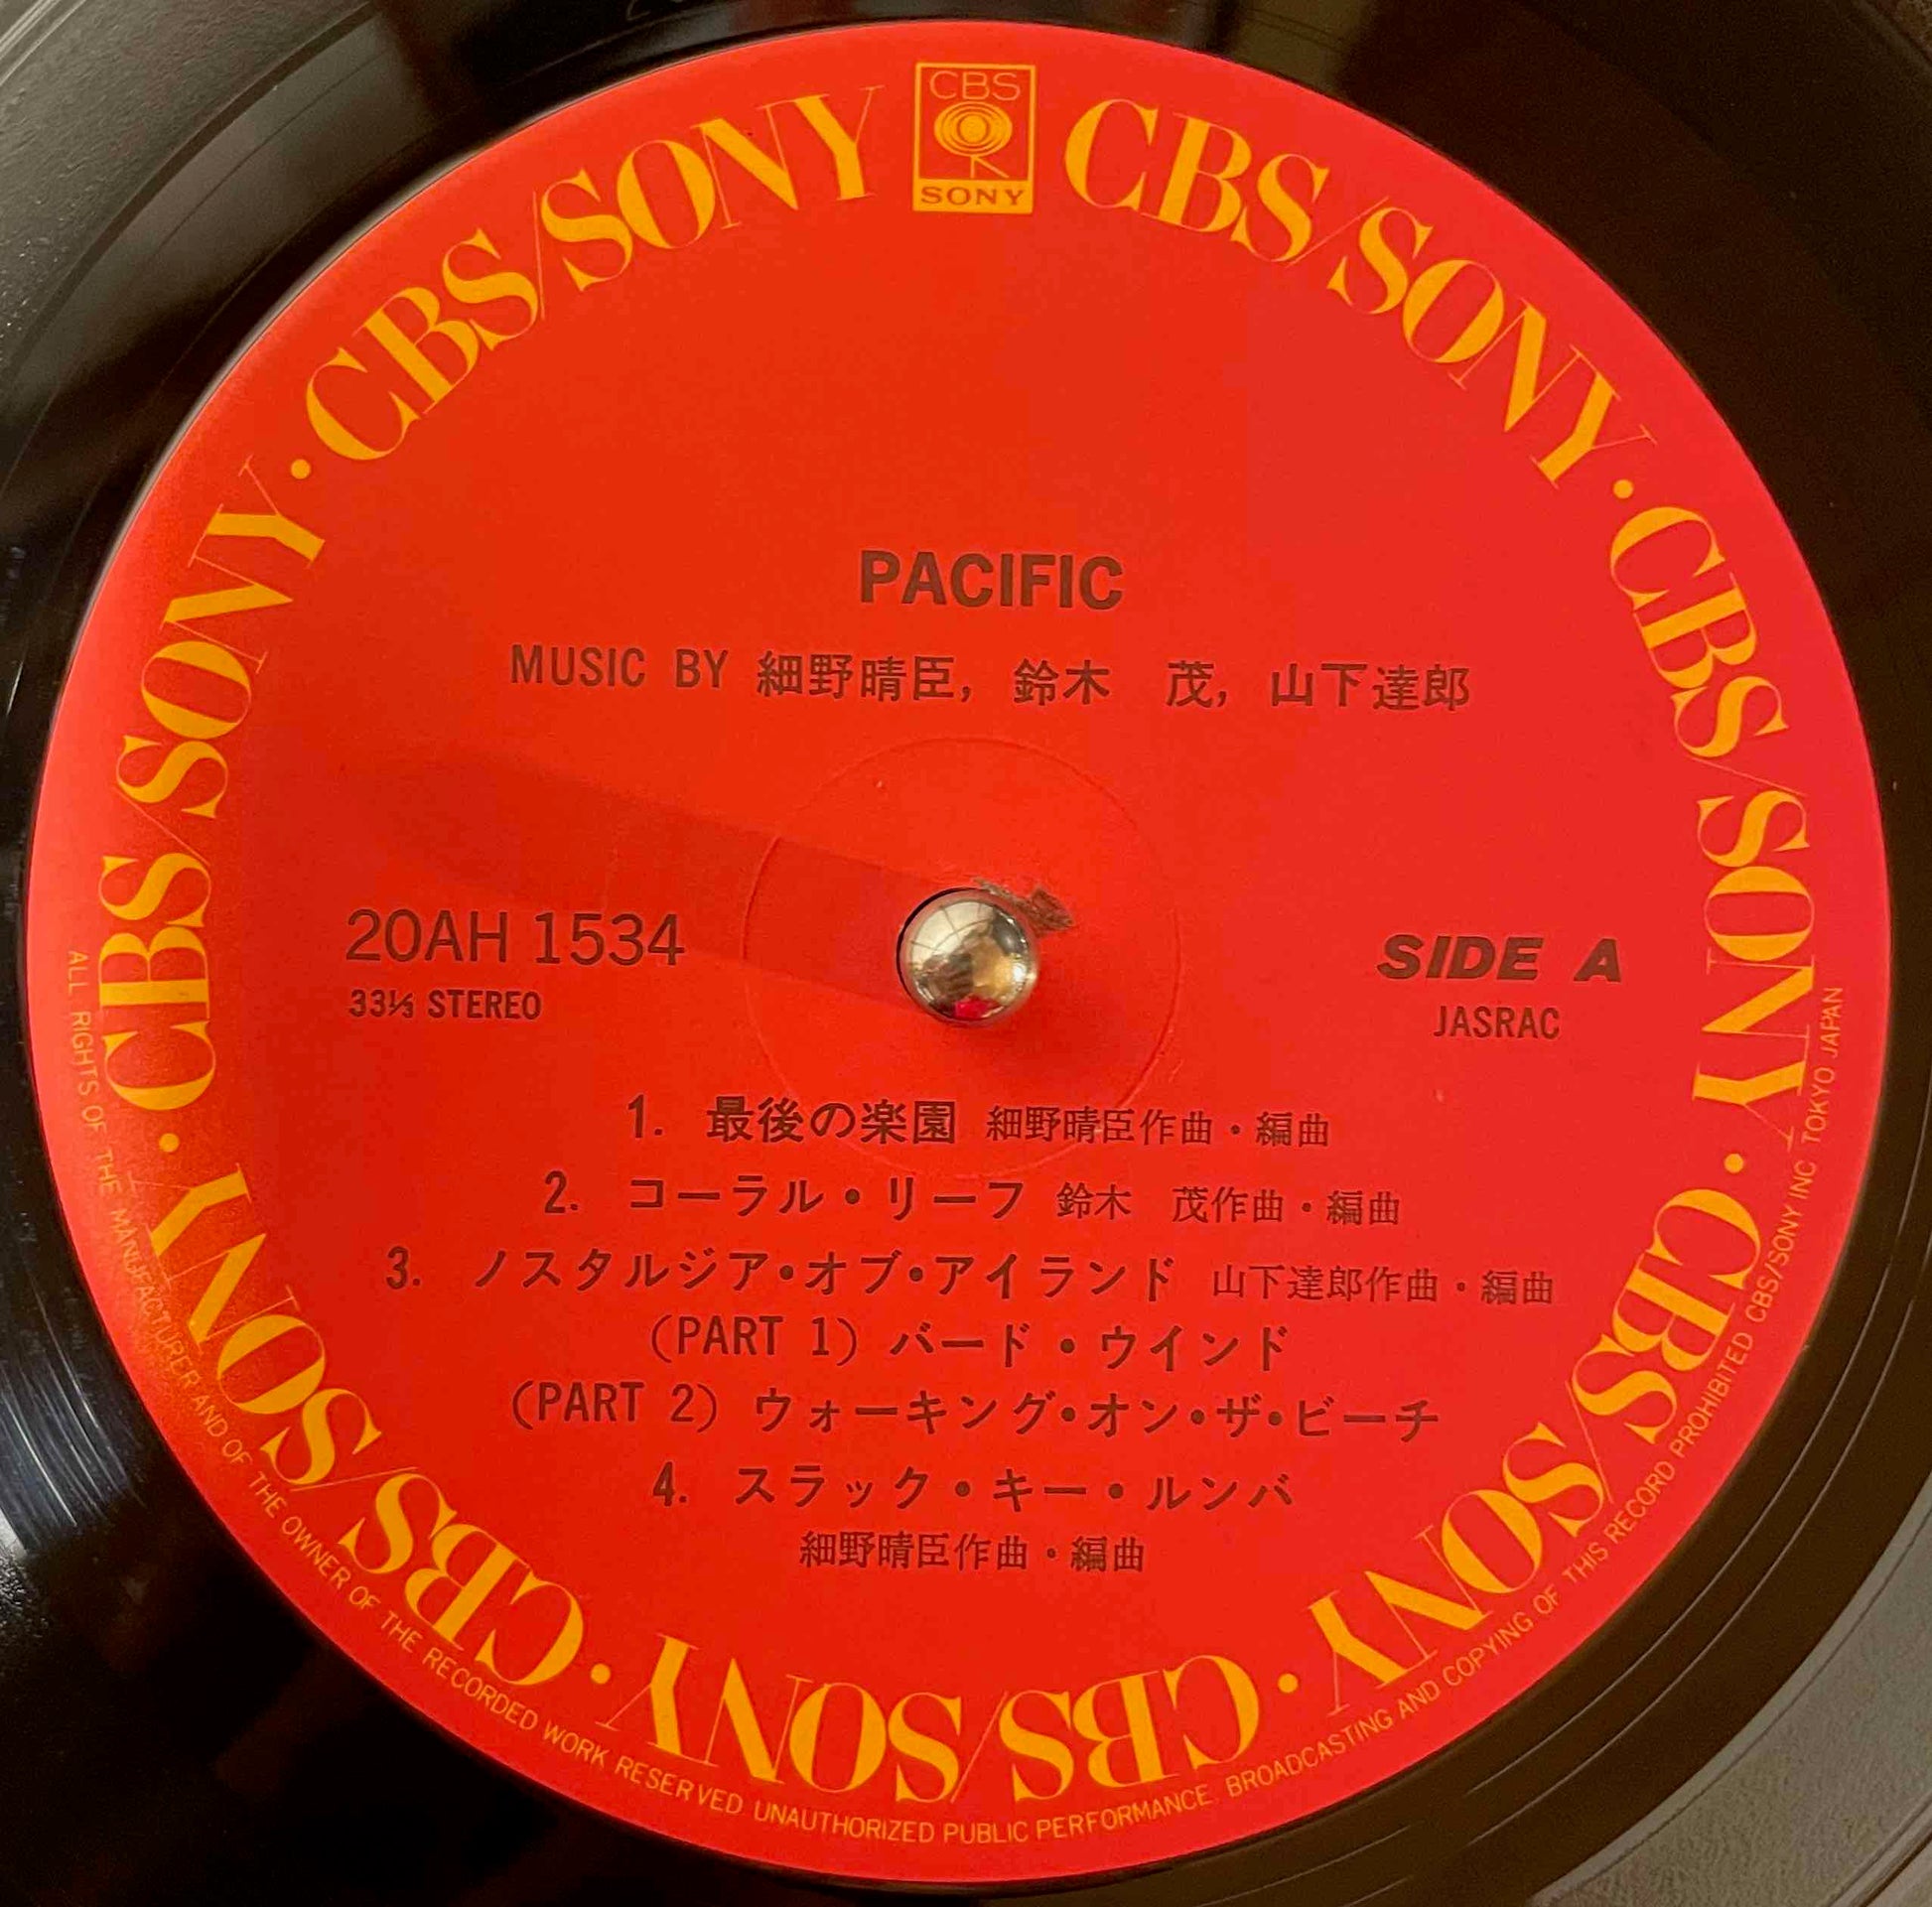 CBS
SONY
CBS/SONY · CBS/SONY · CBS/SONY · CBS/SONY · CBS/SONY · CBS/SONY · CBS/SONY
PACIFIC
MUSIC BY 細野晴臣, 鈴木　茂, 山下達郎
20AH 1534
33⅓ STEREO
SIDE A
JASRAC
1. 最後の楽園 細野晴臣作曲・編曲
2. コーラル・リーフ 鈴木　茂作曲・編曲
3. ノスタルジア・オブ・アイランド 山下達郎作曲・編曲
(PART 1) バード・ウインド
(PART 2) ウォーキング・オン・ザ・ビーチ
4. スラック・キー・ルンバ
細野晴臣作曲・編曲
ALL RIGHTS OF THE MANUFACTURER AND OF THE OWNER OF THE RECORDED WORK RESERVED UNAUTHORIZED PUBLIC PERFORMANCE. BROADCASTING AND COPYING OF THIS RECORD PROHIBITED CBS/SONY INC TOKYO JAPAN